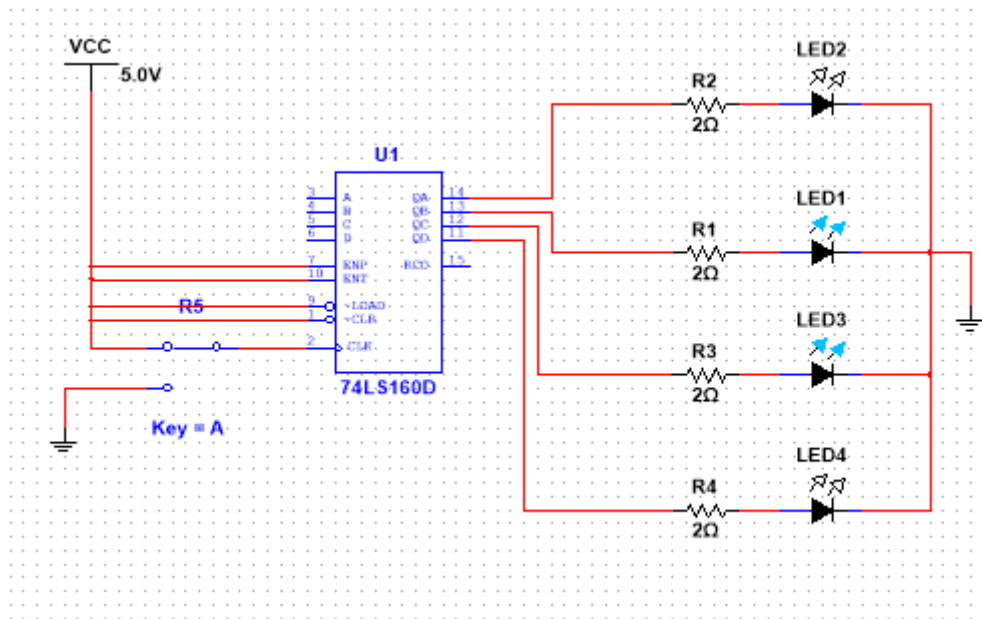 VCC
5.0V
LED2
R2
2Ω
U1
3 A QA 14
4 B QB 13
5 C QC 12
6 D QD 11
7 ENP RCO 15
10 ENT
9 ~LOAD
1 ~CLR
2 CLK
74LS160D
LED1
R1
2Ω
R5
LED3
R3
2Ω
Key = A
LED4
R4
2Ω